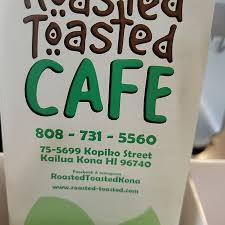 Roasted
Toasted
CAFE
808 - 731 - 5560
75-5699 Kopiko Street
Kailua Kona HI 96740
Facebook & Instagram
RoastedToastedKona
www.roasted-toasted.com